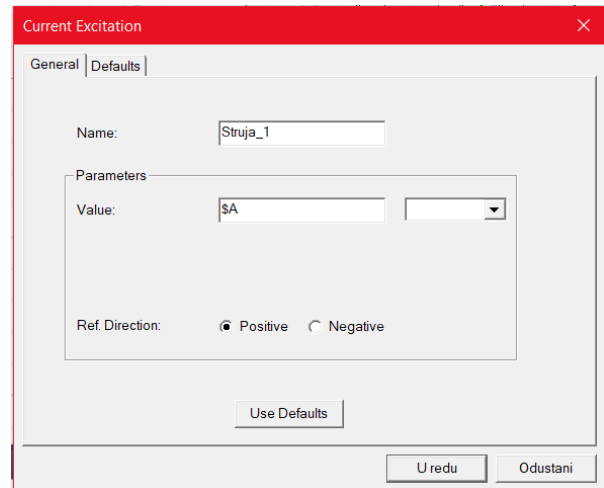 Current Excitation
General Defaults
Name: Struja_1
Parameters
Value: $A
Ref. Direction: Positive Negative
Use Defaults
U redu Odustani